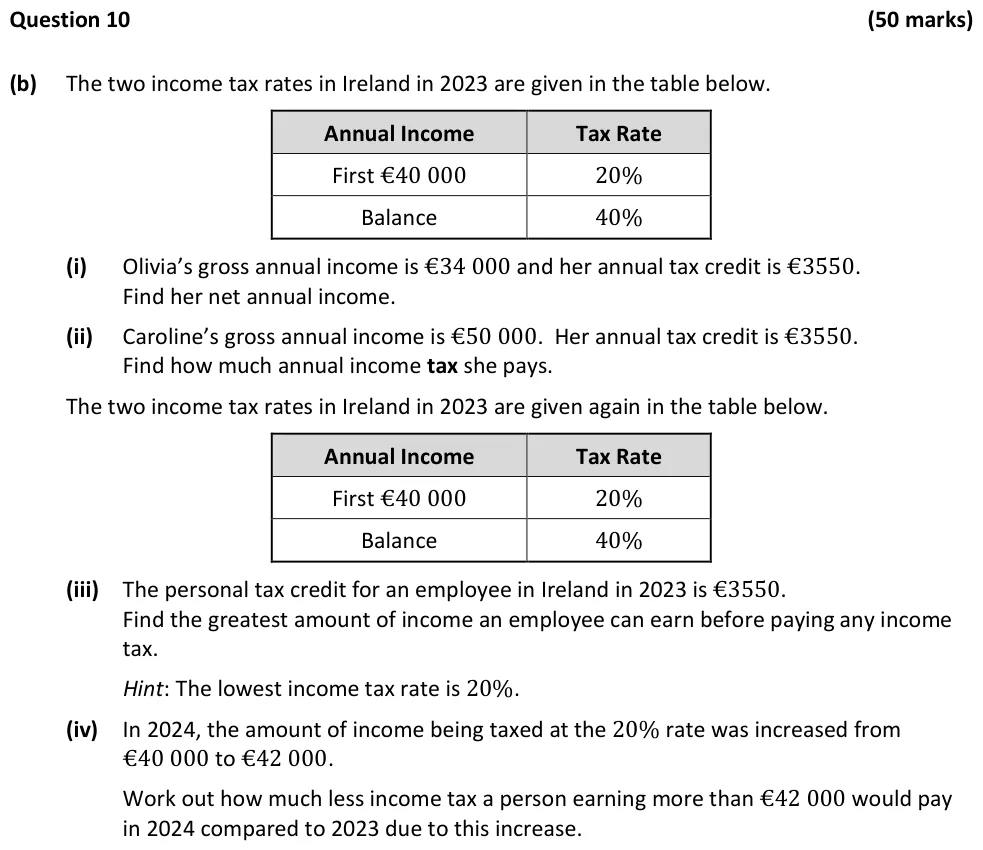 Question 10 (50 marks)
(b) The two income tax rates in Ireland in 2023 are given in the table below.
Annual Income Tax Rate
First €40 000 20%
Balance 40%
(i) Olivia’s gross annual income is €34 000 and her annual tax credit is €3550.
Find her net annual income.
(ii) Caroline’s gross annual income is €50 000. Her annual tax credit is €3550.
Find how much annual income tax she pays.
The two income tax rates in Ireland in 2023 are given again in the table below.
Annual Income Tax Rate
First €40 000 20%
Balance 40%
(iii) The personal tax credit for an employee in Ireland in 2023 is €3550.
Find the greatest amount of income an employee can earn before paying any income
tax.
Hint: The lowest income tax rate is 20%.
(iv) In 2024, the amount of income being taxed at the 20% rate was increased from
€40 000 to €42 000.
Work out how much less income tax a person earning more than €42 000 would pay
in 2024 compared to 2023 due to this increase.